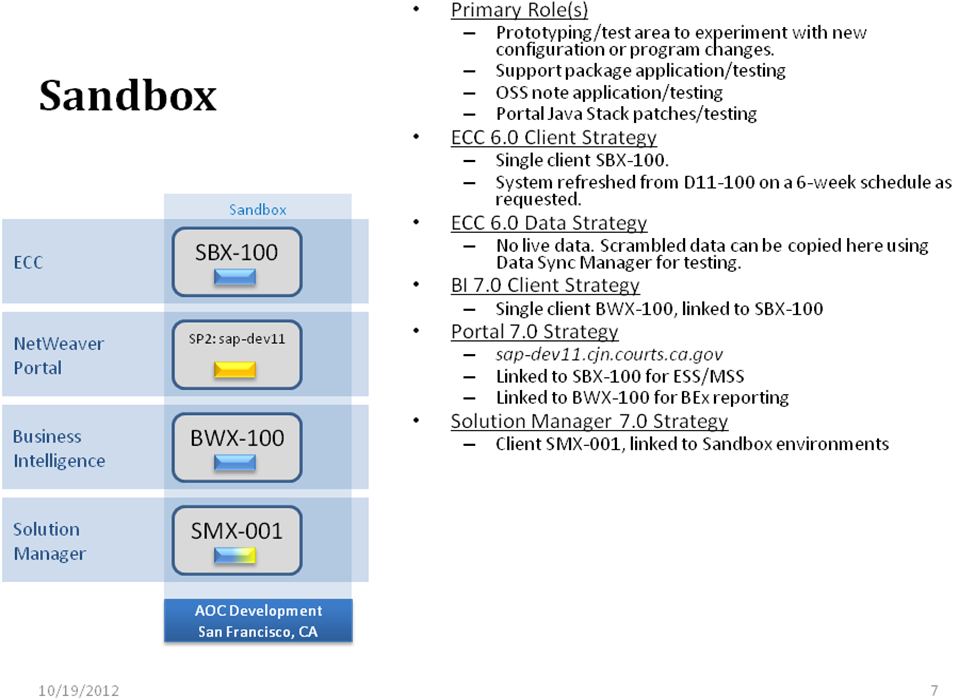 Sandbox
Sandbox
ECC
SBX-100
NetWeaver
Portal
SP2: sap-dev11
Business
Intelligence
BWX-100
Solution
Manager
SMX-001
AOC Development
San Francisco, CA
• Primary Role(s)
– Prototyping/test area to experiment with new
configuration or program changes.
– Support package application/testing
– OSS note application/testing
– Portal Java Stack patches/testing
• ECC 6.0 Client Strategy
– Single client SBX-100.
– System refreshed from D11-100 on a 6-week schedule as
requested.
• ECC 6.0 Data Strategy
– No live data. Scrambled data can be copied here using
Data Sync Manager for testing.
• BI 7.0 Client Strategy
– Single client BWX-100, linked to SBX-100
• Portal 7.0 Strategy
– sap-dev11.cjn.courts.ca.gov
– Linked to SBX-100 for ESS/MSS
– Linked to BWX-100 for BEx reporting
• Solution Manager 7.0 Strategy
– Client SMX-001, linked to Sandbox environments
10/19/2012
7